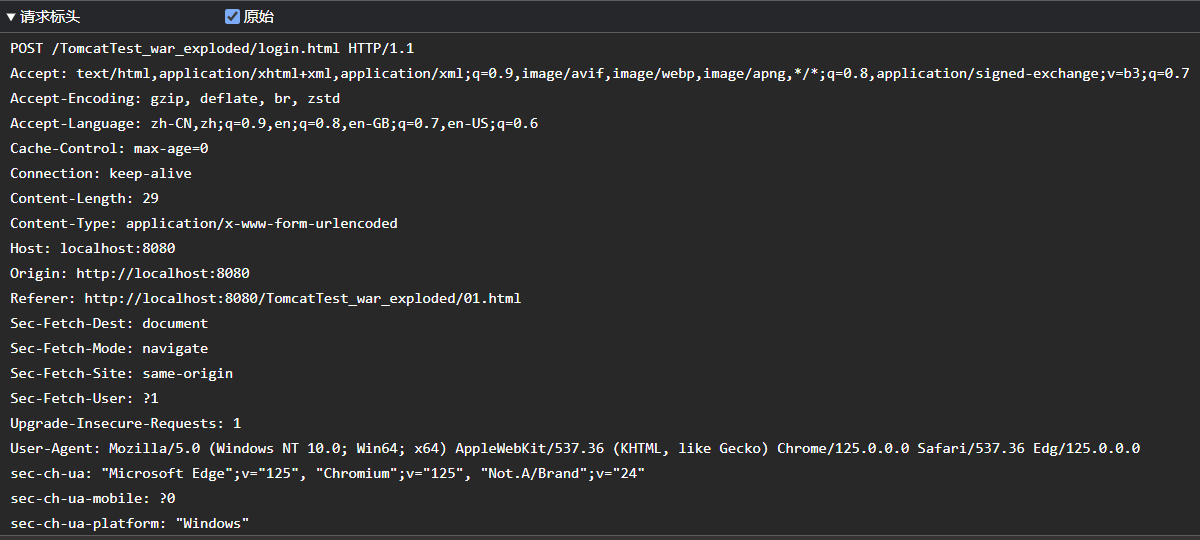 请求标头 原始
POST /TomcatTest_war_exploded/login.html HTTP/1.1
Accept: text/html,application/xhtml+xml,application/xml;q=0.9,image/avif,image/webp,image/apng,*/*;q=0.8,application/signed-exchange;v=b3;q=0.7
Accept-Encoding: gzip, deflate, br, zstd
Accept-Language: zh-CN,zh;q=0.9,en;q=0.8,en-GB;q=0.7,en-US;q=0.6
Cache-Control: max-age=0
Connection: keep-alive
Content-Length: 29
Content-Type: application/x-www-form-urlencoded
Host: localhost:8080
Origin: http://localhost:8080
Referer: http://localhost:8080/TomcatTest_war_exploded/01.html
Sec-Fetch-Dest: document
Sec-Fetch-Mode: navigate
Sec-Fetch-Site: same-origin
Sec-Fetch-User: ?1
Upgrade-Insecure-Requests: 1
User-Agent: Mozilla/5.0 (Windows NT 10.0; Win64; x64) AppleWebKit/537.36 (KHTML, like Gecko) Chrome/125.0.0.0 Safari/537.36 Edg/125.0.0.0
sec-ch-ua: "Microsoft Edge";v="125", "Chromium";v="125", "Not.A/Brand";v="24"
sec-ch-ua-mobile: ?0
sec-ch-ua-platform: "Windows"